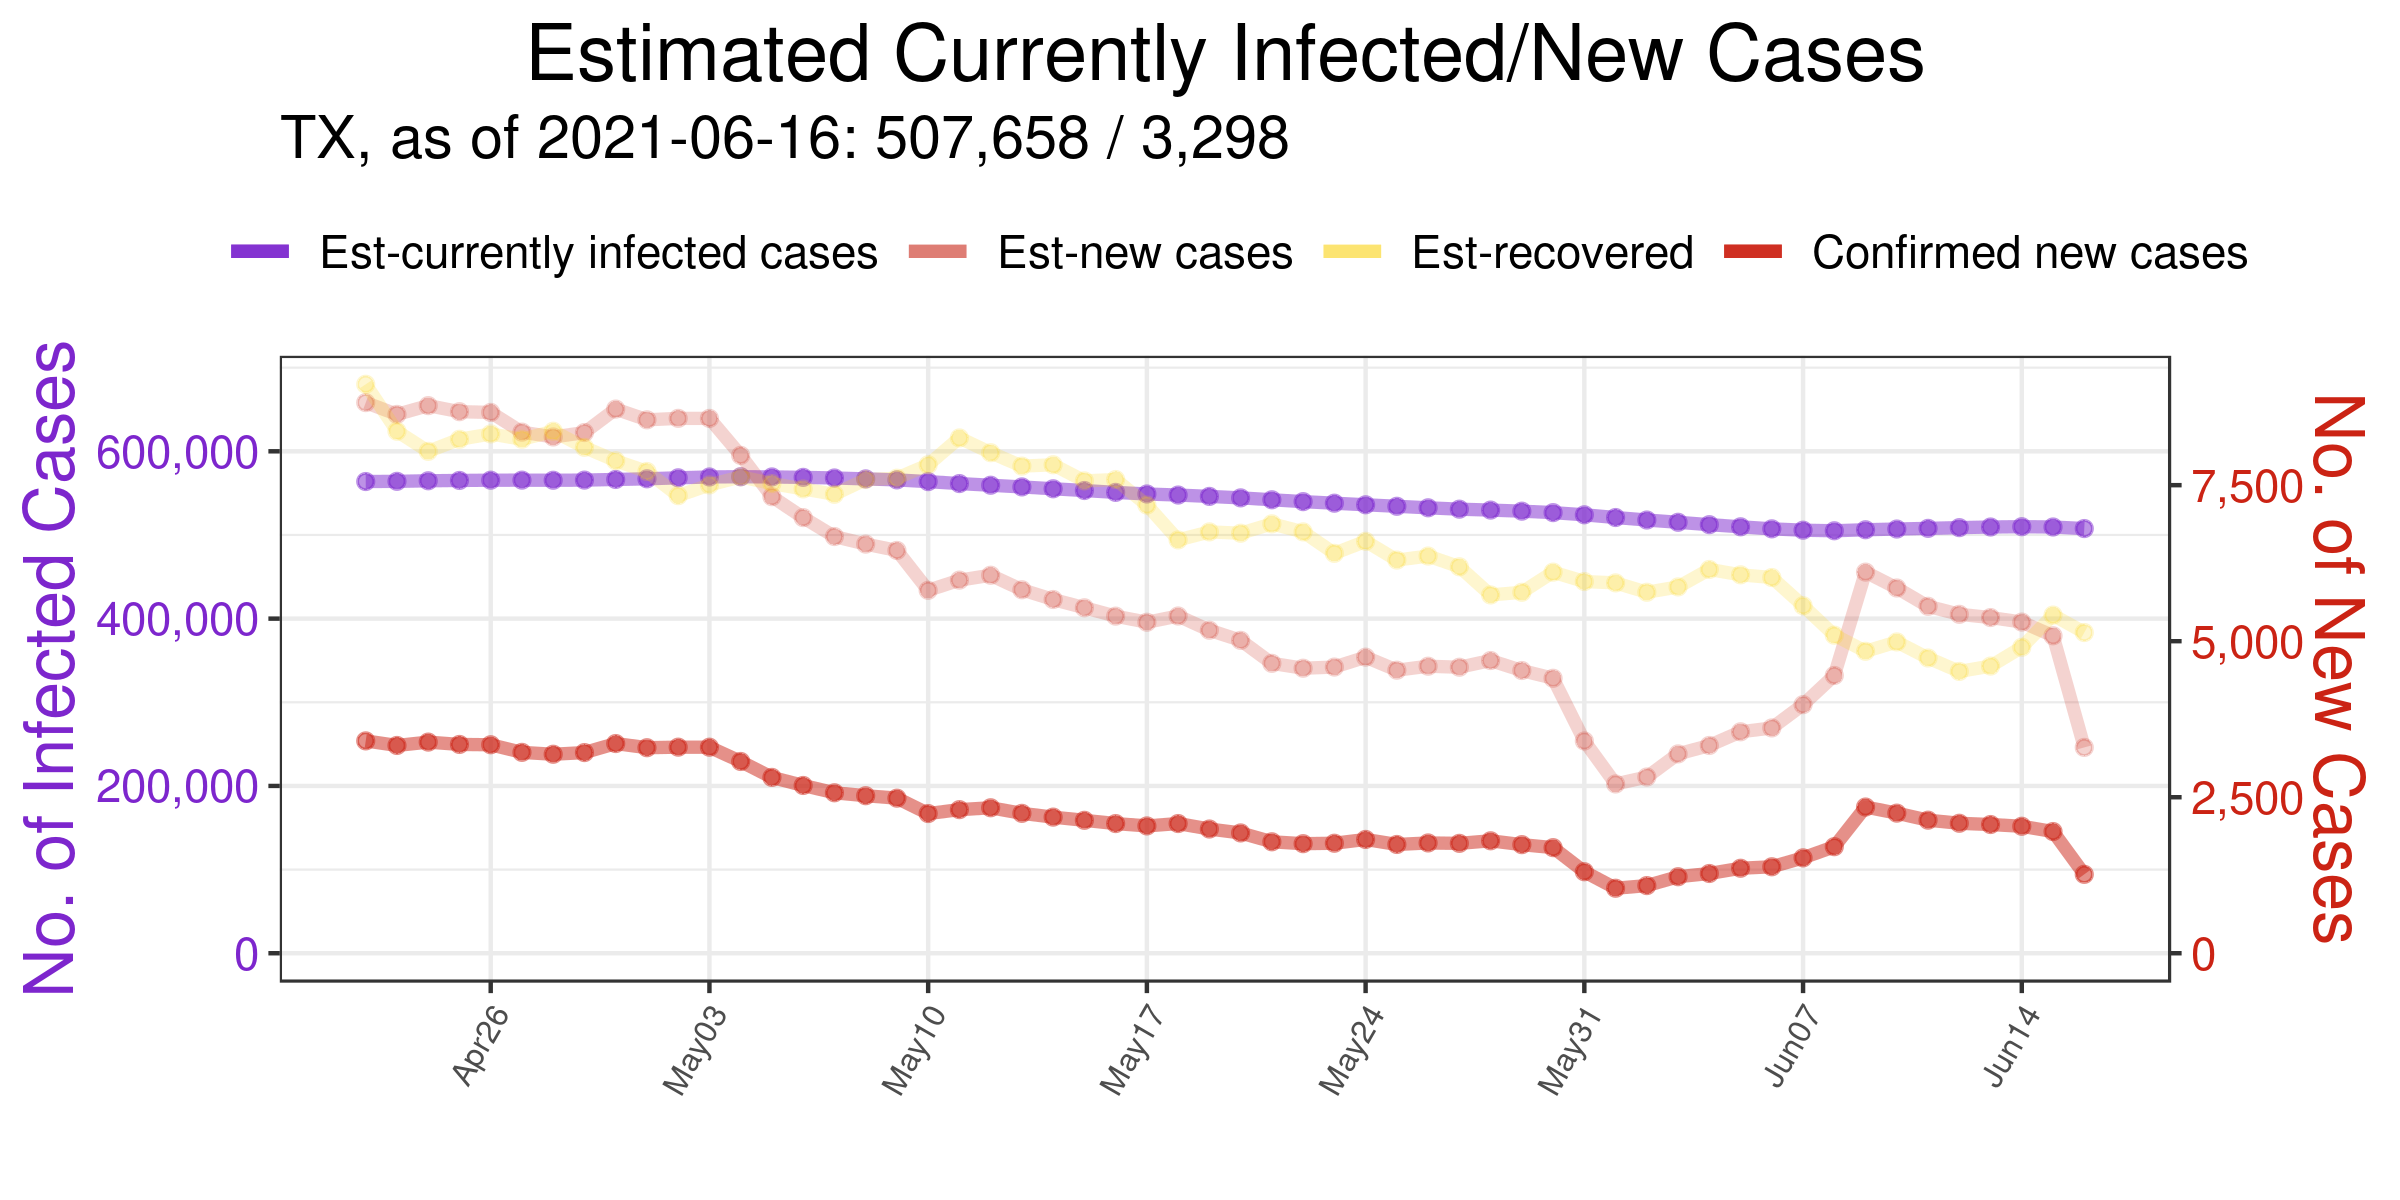 Estimated Currently Infected/New Cases
TX, as of 2021-06-16: 507,658 / 3,298
Est-currently infected cases Est-new cases Est-recovered Confirmed new cases
No. of Infected Cases
600,000
400,000
200,000
0
7,500
5,000
2,500
0
No. of New Cases
Apr26 May03 May10 May17 May24 May31 Jun07 Jun14